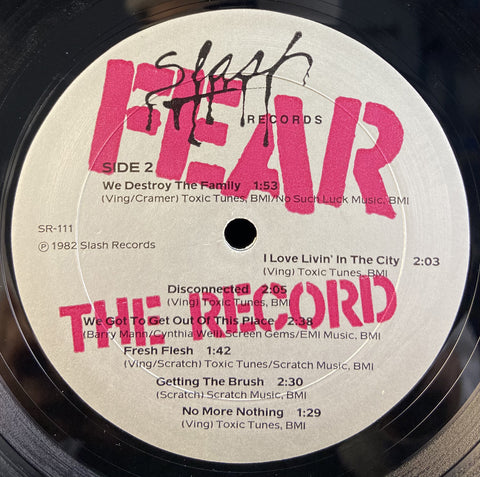 FEAR
Slash
RECORDS
SIDE 2
We Destroy The Family 1:53
(Ving/Cramer) Toxic Tunes, BMI/No Such Luck Music, BMI
SR-111
℗ 1982 Slash Records
I Love Livin' In The City 2:03
(Ving) Toxic Tunes, BMI
Disconnected 2:05
(Ving) Toxic Tunes, BMI
THE RECORD
We Got To Get Out Of This Place 2:38
(Barry Mann/Cynthia Weil) Screen Gems/EMI Music, BMI
Fresh Flesh 1:42
(Ving/Scratch) Toxic Tunes/Scratch Music, BMI
Getting The Brush 2:30
(Scratch) Scratch Music, BMI
No More Nothing 1:29
(Ving) Toxic Tunes, BMI